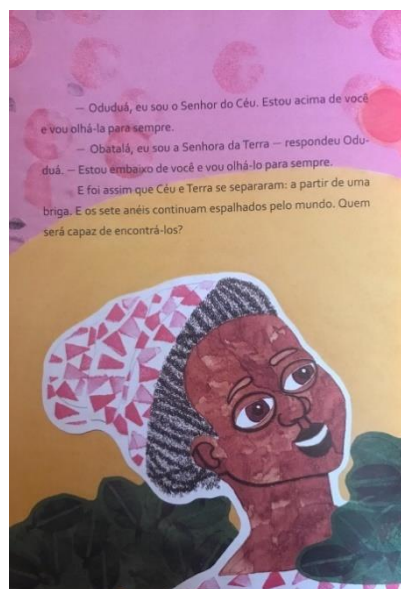 — Oduduá, eu sou o Senhor do Céu. Estou acima de você
e vou olhá-la para sempre.
— Obatalá, eu sou a Senhora da Terra — respondeu Odu-
duá. — Estou embaixo de você e vou olhá-lo para sempre.
E foi assim que Céu e Terra se separaram: a partir de uma
briga. E os sete anéis continuam espalhados pelo mundo. Quem
será capaz de encontrá-los?